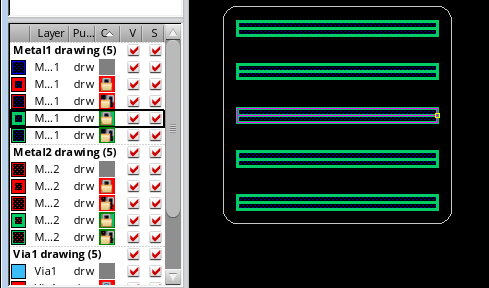 Layer Pu... C V S
Metal1 drawing (5)
M...1 drw
M...1 drw
M...1 drw
M...1 drw
M...1 drw
Metal2 drawing (5)
M...2 drw
M...2 drw
M...2 drw
M...2 drw
M...2 drw
Via1 drawing (5)
Via1 drw